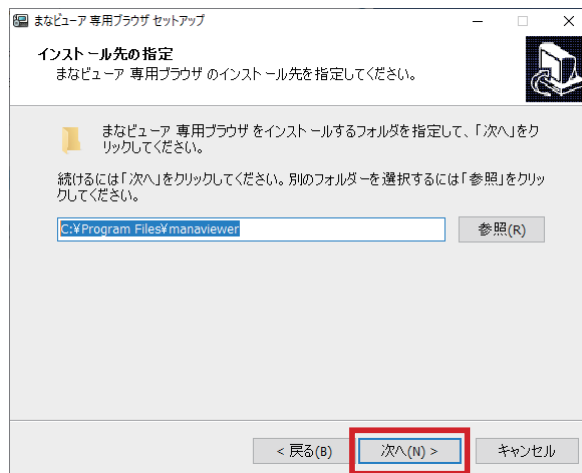 まなビューア 専用ブラウザ セットアップ
インストール先の指定
まなビューア 専用ブラウザ のインストール先を指定してください。
まなビューア 専用ブラウザ をインストールするフォルダを指定して、「次へ」をク
リックしてください。
続けるには「次へ」をクリックしてください。別のフォルダーを選択するには「参照」をクリッ
クしてください。
C:¥Program Files¥manaviewer
参照(R)
< 戻る(B)
次へ(N) >
キャンセル